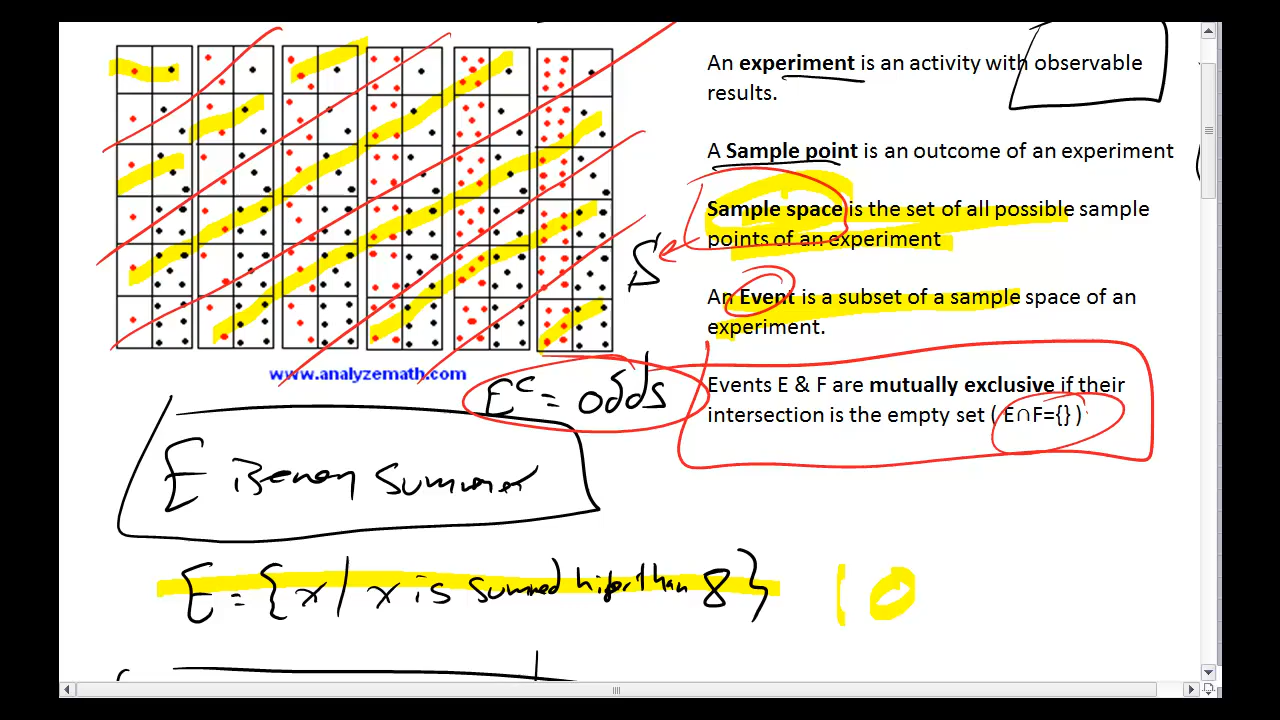 An experiment is an activity with observable
results.
A Sample point is an outcome of an experiment
Sample space is the set of all possible sample
points of an experiment
S
An Event is a subset of a sample space of an
experiment.
www.analyzemath.com
E^c = odds
Events E & F are mutually exclusive if their
intersection is the empty set ( E∩F={} )
E
E = {x | x is summed higher than 8}
10